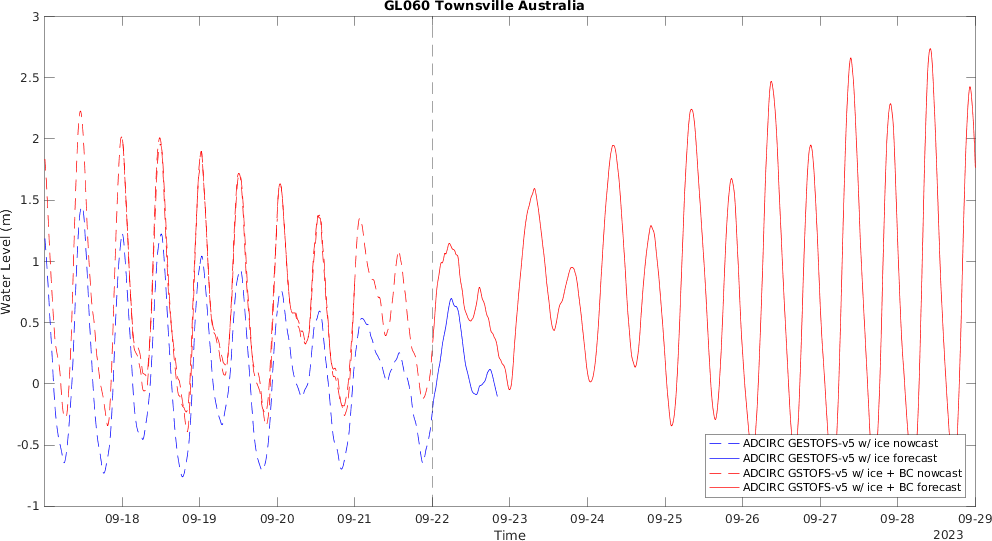 GL060 Townsville Australia
3
2.5
2
1.5
1
0.5
0
-0.5
-1
Water Level (m)
ADCIRC GESTOFS-v5 w/ ice nowcast
ADCIRC GESTOFS-v5 w/ ice forecast
ADCIRC GSTOFS-v5 w/ ice + BC nowcast
ADCIRC GSTOFS-v5 w/ ice + BC forecast
09-18 09-19 09-20 09-21 09-22 09-23 09-24 09-25 09-26 09-27 09-28 09-29
Time
2023